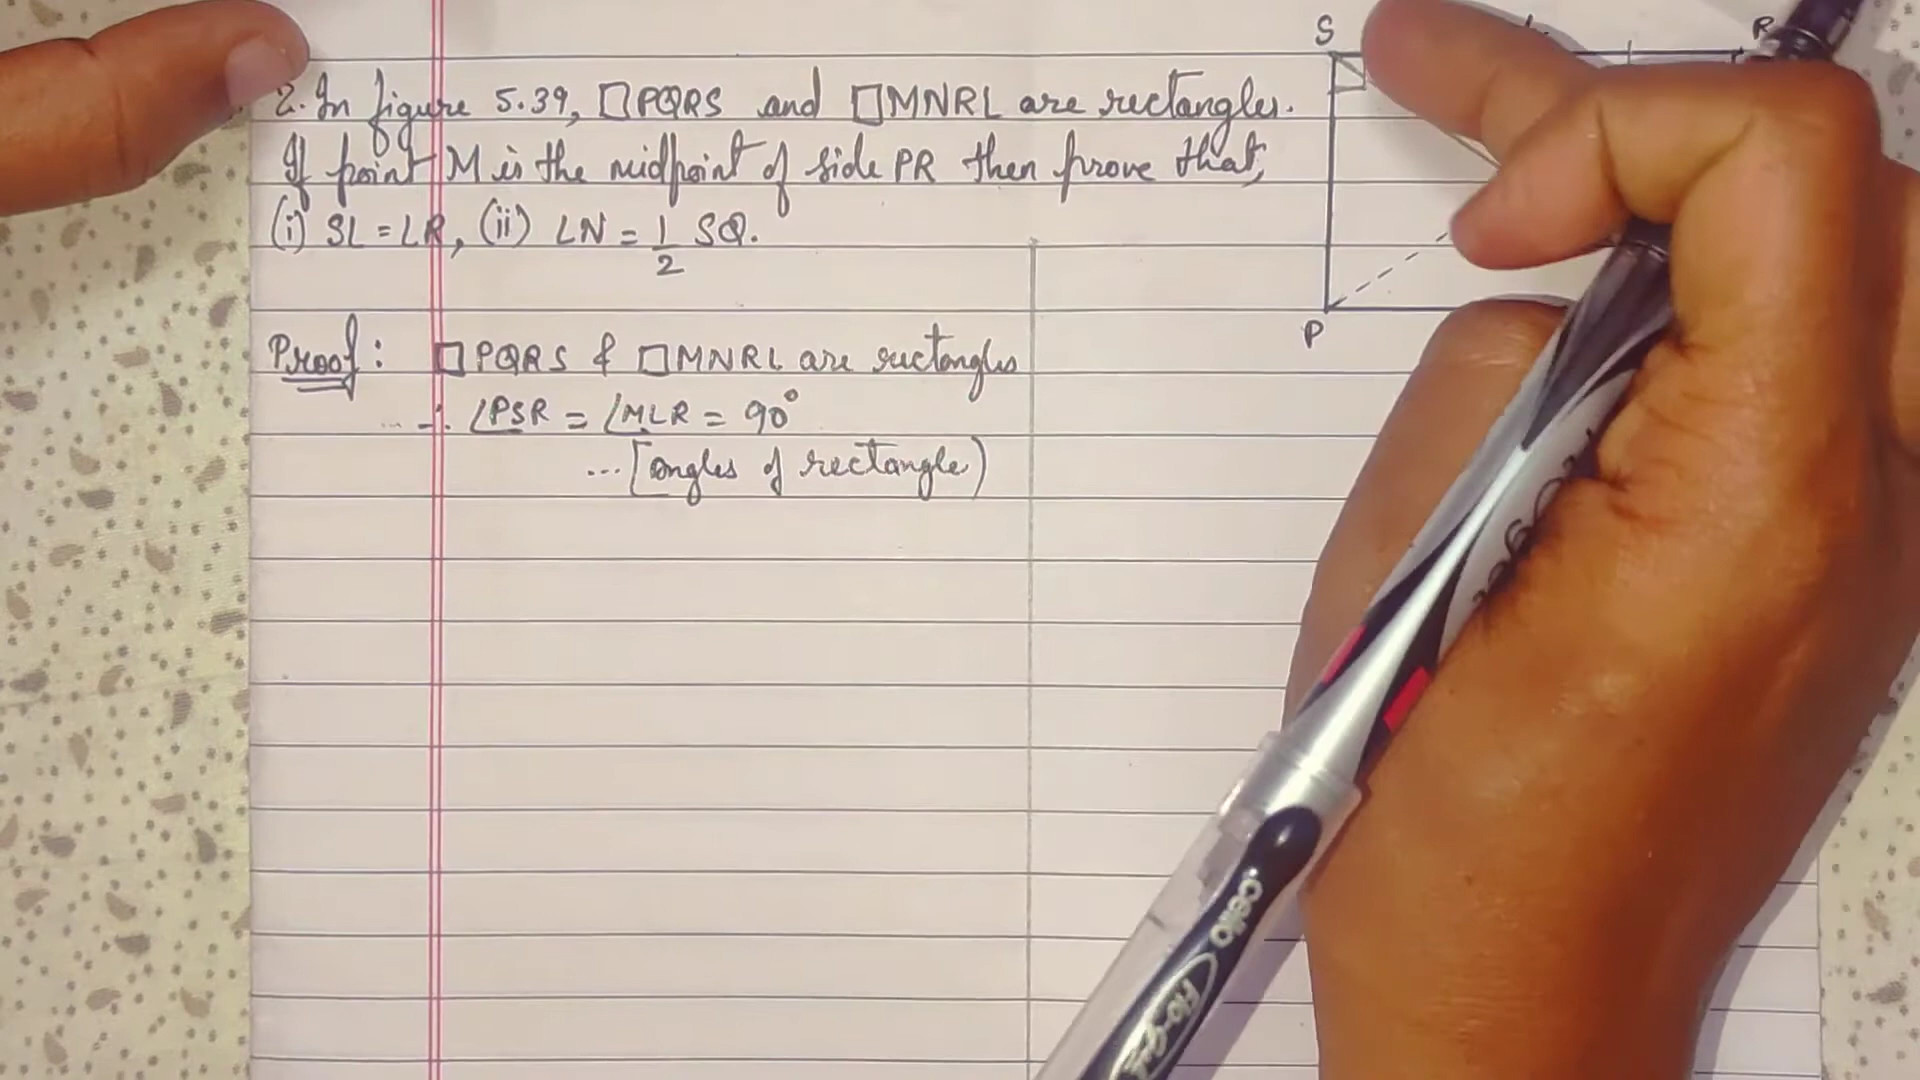 S
R
2. In figure 5.39, □PQRS and □MNRL are rectangles.
If point M is the midpoint of side PR then prove that,
(i) SL = LR, (ii) LN = 1/2 SQ.
P
Proof: □PQRS & □MNRL are rectangles
∴ ∠PSR = ∠MLR = 90°
... [angles of rectangle)
cello